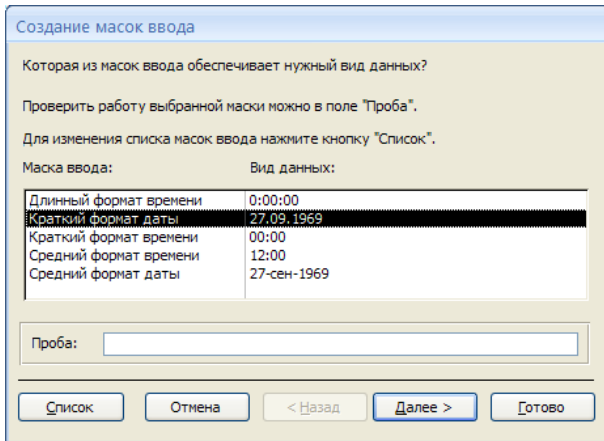 Создание масок ввода
Которая из масок ввода обеспечивает нужный вид данных?
Проверить работу выбранной маски можно в поле "Проба".
Для изменения списка масок ввода нажмите кнопку "Список".
Маска ввода: Вид данных:
Длинный формат времени 0:00:00
Краткий формат даты 27.09.1969
Краткий формат времени 00:00
Средний формат времени 12:00
Средний формат даты 27-сен-1969
Проба:
Список Отмена < Назад Далее > Готово